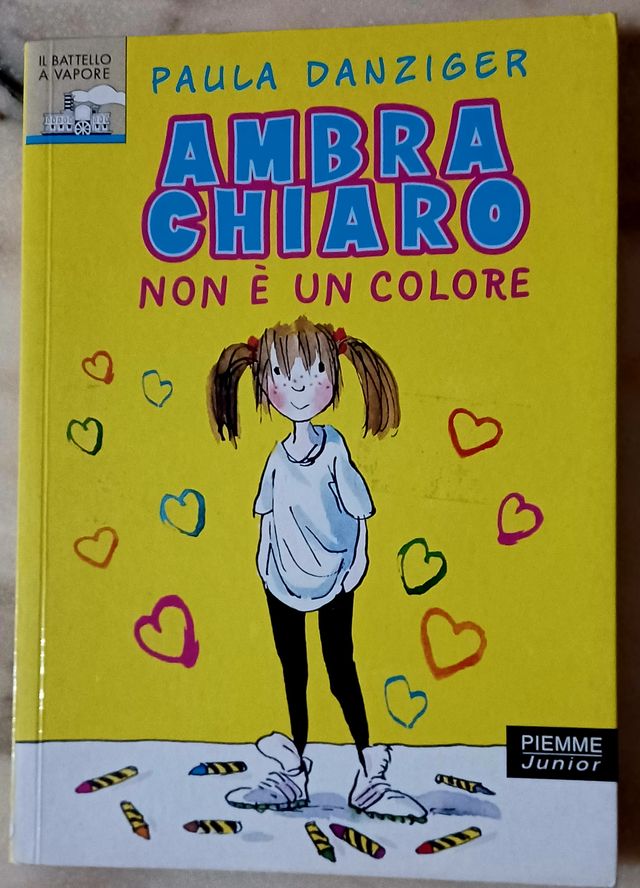 IL BATTELLO
A VAPORE
PAULA DANZIGER
AMBRA
CHIARO
NON È UN COLORE
PIEMME
Junior